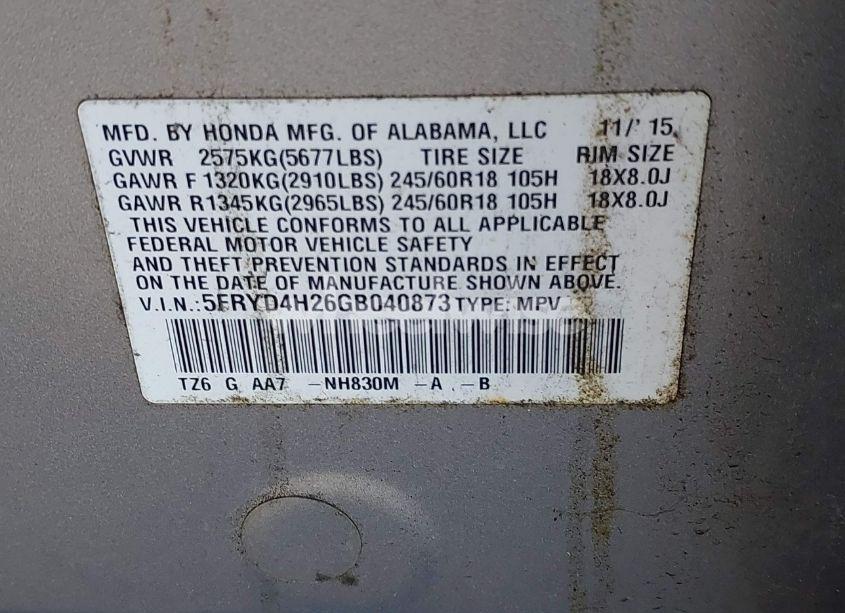 MFD. BY HONDA MFG. OF ALABAMA, LLC 11/' 15
GVWR 2575KG(5677LBS) TIRE SIZE RIM SIZE
GAWR F 1320KG(2910LBS) 245/60R18 105H 18X8.0J
GAWR R1345KG(2965LBS) 245/60R18 105H 18X8.0J
THIS VEHICLE CONFORMS TO ALL APPLICABLE
FEDERAL MOTOR VEHICLE SAFETY
AND THEFT PREVENTION STANDARDS IN EFFECT
ON THE DATE OF MANUFACTURE SHOWN ABOVE.
V.I.N.:5FRYD4H26GB040873 TYPE: MPV
TZ6 G AA7 -NH830M -A -B